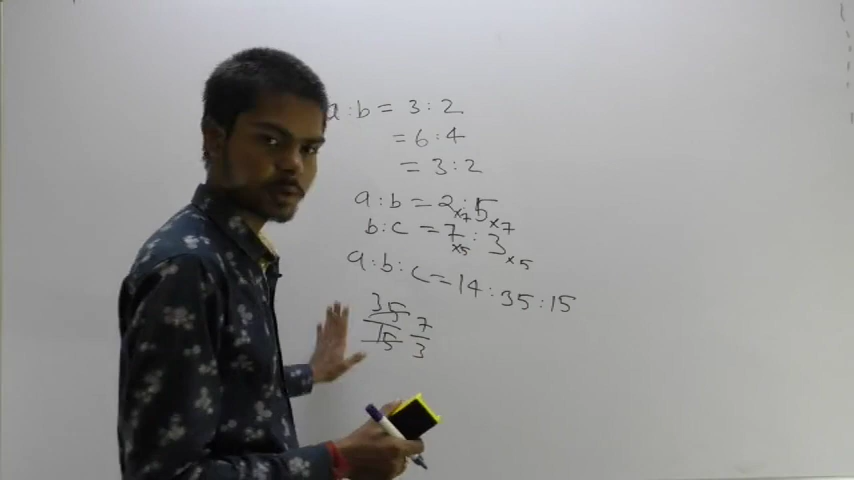 a:b = 3:2
= 6:4
= 3:2
a:b = 2×7 : 5×7
b:c = 7×5 : 3×5
a:b:c = 14:35:15
35/15 7/3